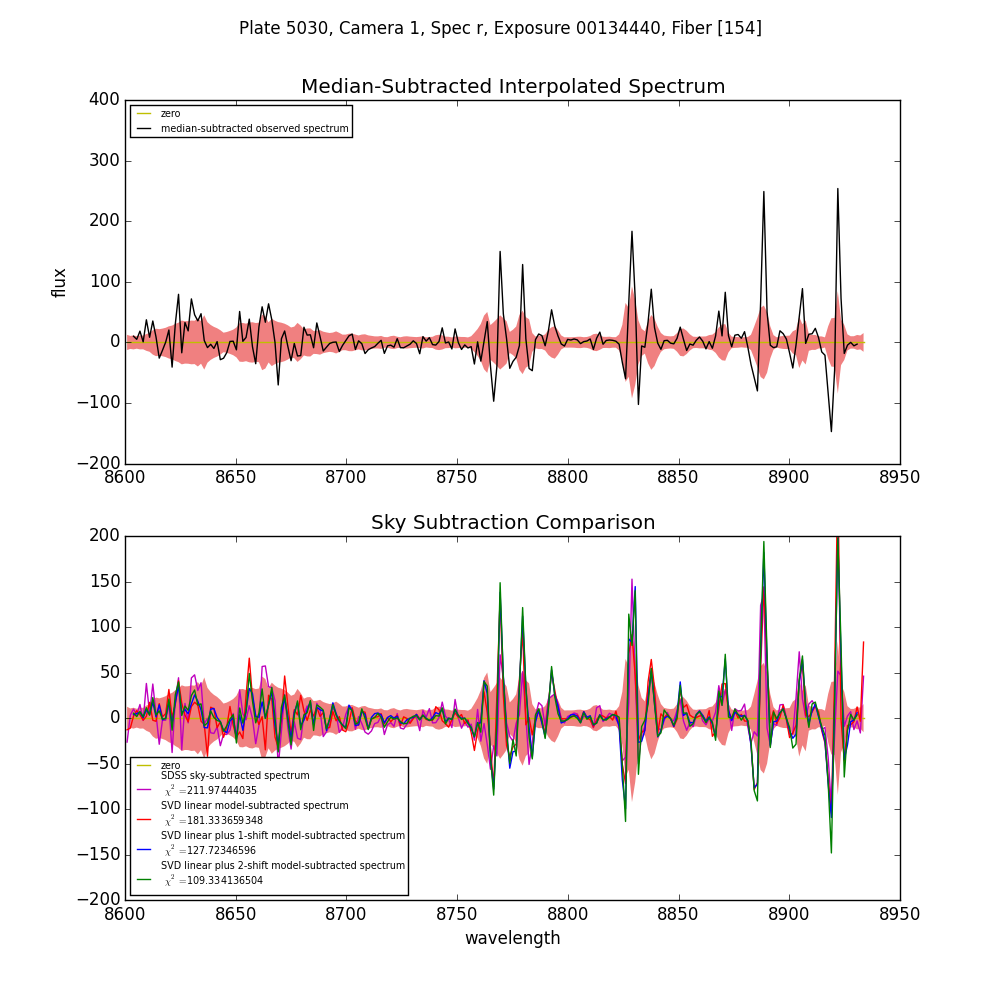 Plate 5030, Camera 1, Spec r, Exposure 00134440, Fiber [154]
Median-Subtracted Interpolated Spectrum
400
300
200
100
0
−100
−200
flux
zero
median-subtracted observed spectrum
8600 8650 8700 8750 8800 8850 8900 8950
Sky Subtraction Comparison
200
150
100
50
0
−50
−100
−150
−200
zero
SDSS sky-subtracted spectrum
χ² =211.97444035
SVD linear model-subtracted spectrum
χ² =181.333659348
SVD linear plus 1-shift model-subtracted spectrum
χ² =127.72346596
SVD linear plus 2-shift model-subtracted spectrum
χ² =109.334136504
8600 8650 8700 8750 8800 8850 8900 8950
wavelength